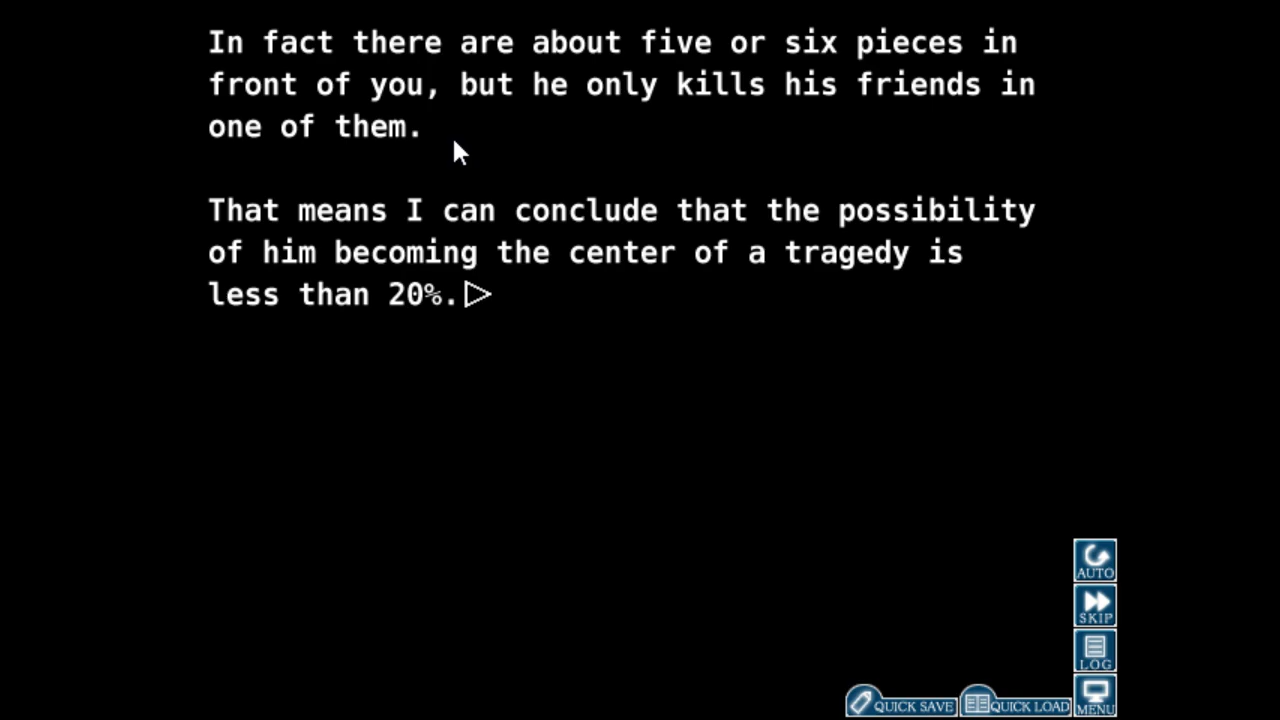 In fact there are about five or six pieces in
front of you, but he only kills his friends in
one of them.
That means I can conclude that the possibility
of him becoming the center of a tragedy is
less than 20%.
AUTO
SKIP
LOG
MENU
QUICK SAVE
QUICK LOAD